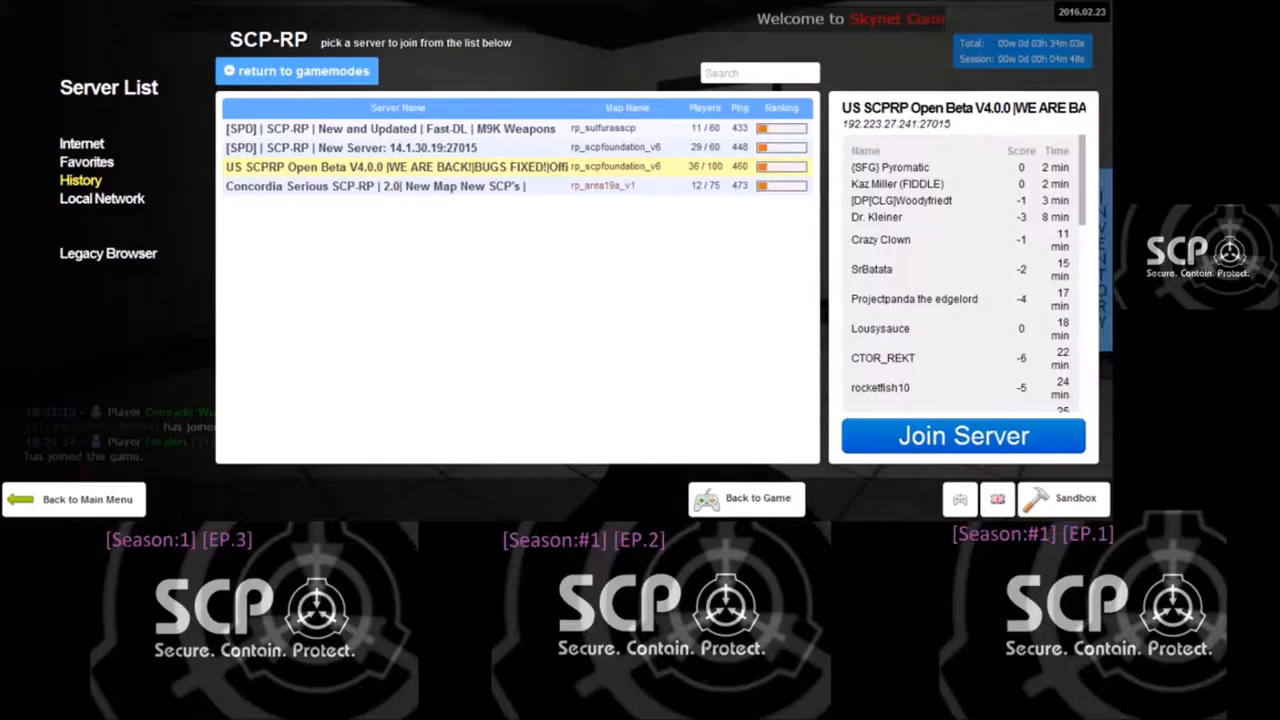 Welcome to Skynet Com
2016.02.23
SCP-RP pick a server to join from the list below
Total: 00w 0d 03h 34m 03s
Session: 00w 0d 00h 04m 48s
return to gamemodes
Search
Server List
Internet
Favorites
History
Local Network
Legacy Browser
Server Name Map Name Players Ping Ranking
[SPD] | SCP-RP | New and Updated | Fast-DL | M9K Weapons rp_sulfurasscp 11 / 60 433
[SPD] | SCP-RP | New Server: 14.1.30.19:27015 rp_scpfoundation_v6 29 / 60 448
US SCPRP Open Beta V4.0.0 |WE ARE BACK!|BUGS FIXED!|Offi rp_scpfoundation_v6 36 / 100 460
Concordia Serious SCP-RP | 2.0| New Map New SCP's | rp_area19a_v1 12 / 75 473
US SCPRP Open Beta V4.0.0 |WE ARE BA
192.223.27.241:27015
Name Score Time
{SFG} Pyromatic 0 2 min
Kaz Miller (FIDDLE) 0 2 min
[DP[CLG]Woodyfriedt -1 3 min
Dr. Kleiner -3 8 min
Crazy Clown -1 11 min
SrBatata -2 15 min
Projectpanda the edgelord -4 17 min
Lousysauce 0 18 min
CTOR_REKT -6 22 min
rocketfish10 -5 24 min
25
Join Server
INVENTORY
SCP
Secure. Contain. Protect.
Player Comrade Wu
has joined
Player
has joined the game.
Back to Main Menu
Back to Game
Sandbox
[Season:1] [EP.3]
[Season:#1] [EP.2]
[Season:#1] [EP.1]
SCP
Secure. Contain. Protect.
SCP
Secure. Contain. Protect.
SCP
Secure. Contain. Protect.